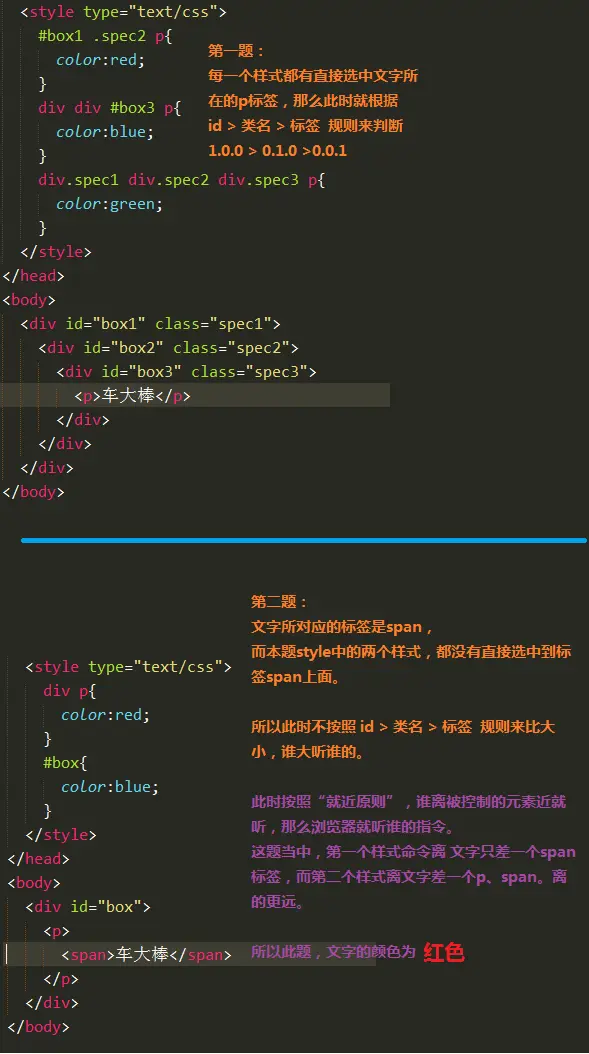 <style type="text/css">
#box1 .spec2 p{
color:red;
}
div div #box3 p{
color:blue;
}
div.spec1 div.spec2 div.spec3 p{
color:green;
}
</style>
</head>
<body>
<div id="box1" class="spec1">
<div id="box2" class="spec2">
<div id="box3" class="spec3">
<p>车大棒</p>
</div>
</div>
</div>
</body>
第一题：
每一个样式都有直接选中文字所
在的p标签，那么此时就根据
id > 类名 > 标签 规则来判断
1.0.0 > 0.1.0 >0.0.1
<style type="text/css">
div p{
color:red;
}
#box{
color:blue;
}
</style>
</head>
<body>
<div id="box">
<p>
<span>车大棒</span>
</p>
</div>
</body>
第二题：
文字所对应的标签是span，
而本题style中的两个样式，都没有直接选中到标
签span上面。
所以此时不按照 id > 类名 > 标签 规则来比大
小，谁大听谁的。
此时按照“就近原则”，谁离被控制的元素近就
听，那么浏览器就听谁的指令。
这题当中，第一个样式命令离 文字只差一个span
标签，而第二个样式离文字差一个p、span。离
的更远。
所以此题，文字的颜色为 红色